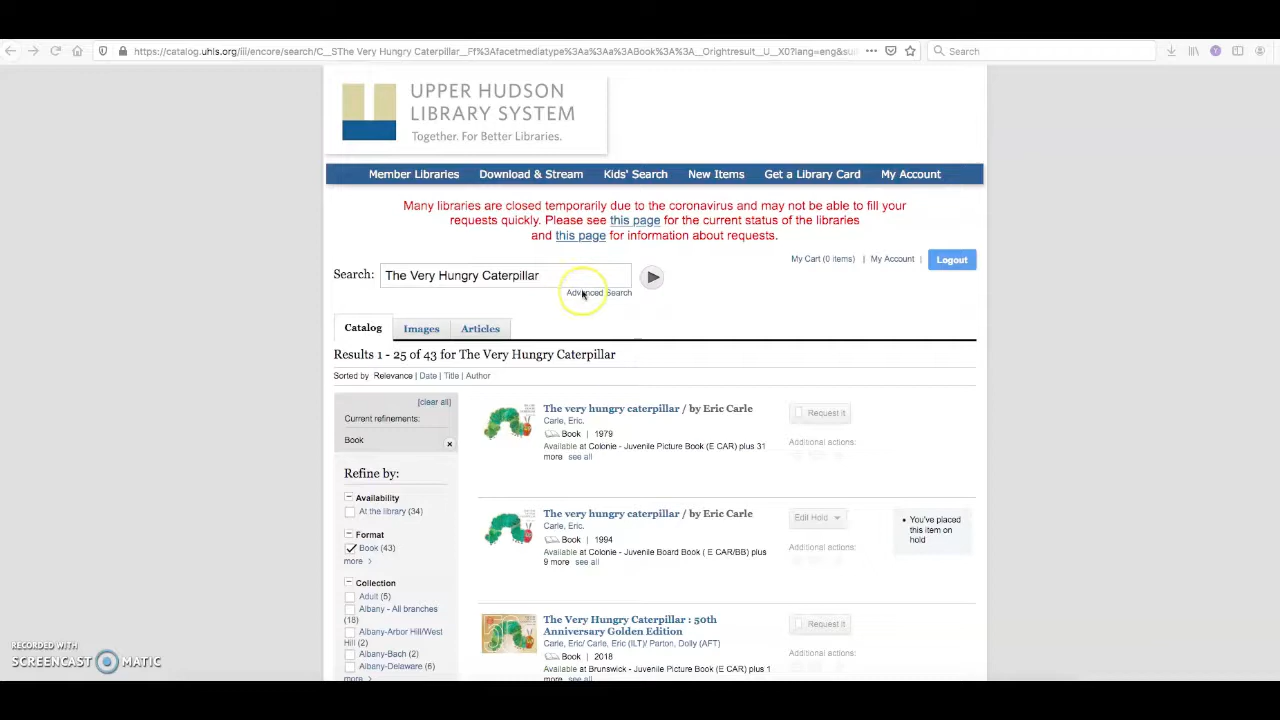 https://catalog.uhls.org/iii/encore/search/C__SThe Very Hungry Caterpillar__Ff%3Afacetmediatype%3Aa%3Aa%3ABook%3A%3A__Orightresult__U__X0?lang=eng&sui
Search
UPPER HUDSON
LIBRARY SYSTEM
Together. For Better Libraries.
Member Libraries Download & Stream Kids' Search New Items Get a Library Card My Account
Many libraries are closed temporarily due to the coronavirus and may not be able to fill your
requests quickly. Please see this page for the current status of the libraries
and this page for information about requests.
My Cart (0 items) | My Account | Logout
Search: The Very Hungry Caterpillar
Advanced Search
Catalog Images Articles
Results 1 - 25 of 43 for The Very Hungry Caterpillar
Sorted by Relevance | Date | Title | Author
[clear all]
Current refinements:
Book x
Refine by:
Availability
At the library (34)
Format
Book (43)
more >
Collection
Adult (5)
Albany - All branches
(18)
Albany-Arbor Hill/West
Hill (2)
Albany-Bach (2)
Albany-Delaware (6)
more >
The very hungry caterpillar / by Eric Carle
Carle, Eric.
Book | 1979
Available at Colonie - Juvenile Picture Book (E CAR) plus 31
more see all
Request it
Additional actions:
The very hungry caterpillar / by Eric Carle
Carle, Eric.
Book | 1994
Available at Colonie - Juvenile Board Book ( E CAR/BB) plus
9 more see all
Edit Hold
Additional actions:
• You've placed
this item on
hold
The Very Hungry Caterpillar : 50th
Anniversary Golden Edition
Carle, Eric/ Carle, Eric (ILT)/ Parton, Dolly (AFT)
Book | 2018
Available at Brunswick - Juvenile Picture Book (E CAR) plus 1
more see all
Request it
Additional actions:
RECORDED WITH
SCREENCAST MATIC